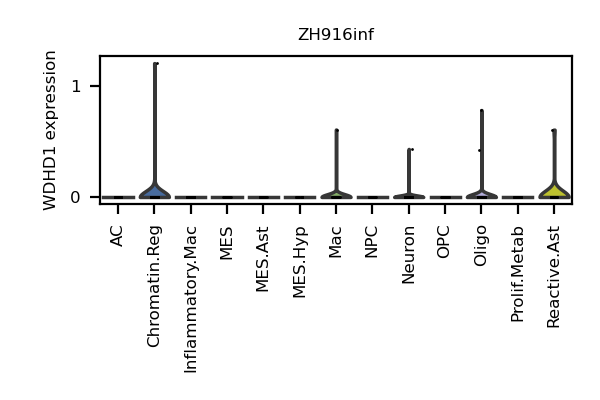 ZH916inf
WDHD1 expression
1
0
AC
Chromatin.Reg
Inflammatory.Mac
MES
MES.Ast
MES.Hyp
Mac
NPC
Neuron
OPC
Oligo
Prolif.Metab
Reactive.Ast